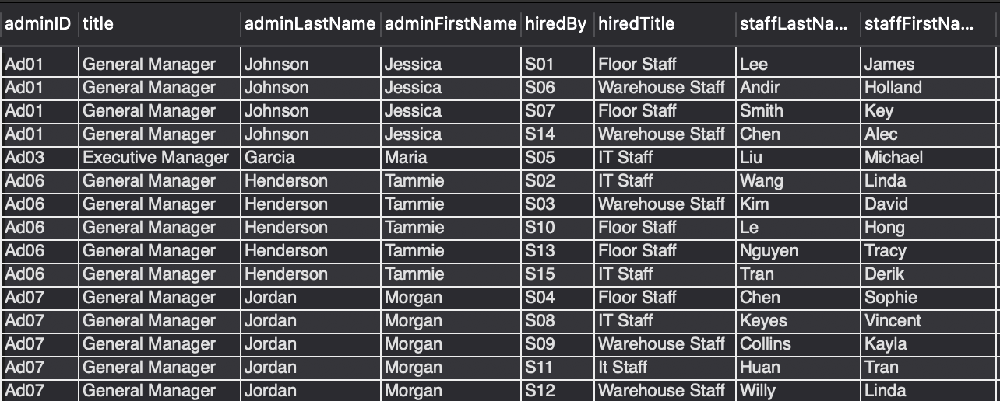 adminID title adminLastName adminFirstName hiredBy hiredTitle staffLastNa... staffFirstNa...
Ad01 General Manager Johnson Jessica S01 Floor Staff Lee James
Ad01 General Manager Johnson Jessica S06 Warehouse Staff Andir Holland
Ad01 General Manager Johnson Jessica S07 Floor Staff Smith Key
Ad01 General Manager Johnson Jessica S14 Warehouse Staff Chen Alec
Ad03 Executive Manager Garcia Maria S05 IT Staff Liu Michael
Ad06 General Manager Henderson Tammie S02 IT Staff Wang Linda
Ad06 General Manager Henderson Tammie S03 Warehouse Staff Kim David
Ad06 General Manager Henderson Tammie S10 Floor Staff Le Hong
Ad06 General Manager Henderson Tammie S13 Floor Staff Nguyen Tracy
Ad06 General Manager Henderson Tammie S15 IT Staff Tran Derik
Ad07 General Manager Jordan Morgan S04 Floor Staff Chen Sophie
Ad07 General Manager Jordan Morgan S08 IT Staff Keyes Vincent
Ad07 General Manager Jordan Morgan S09 Warehouse Staff Collins Kayla
Ad07 General Manager Jordan Morgan S11 It Staff Huan Tran
Ad07 General Manager Jordan Morgan S12 Warehouse Staff Willy Linda